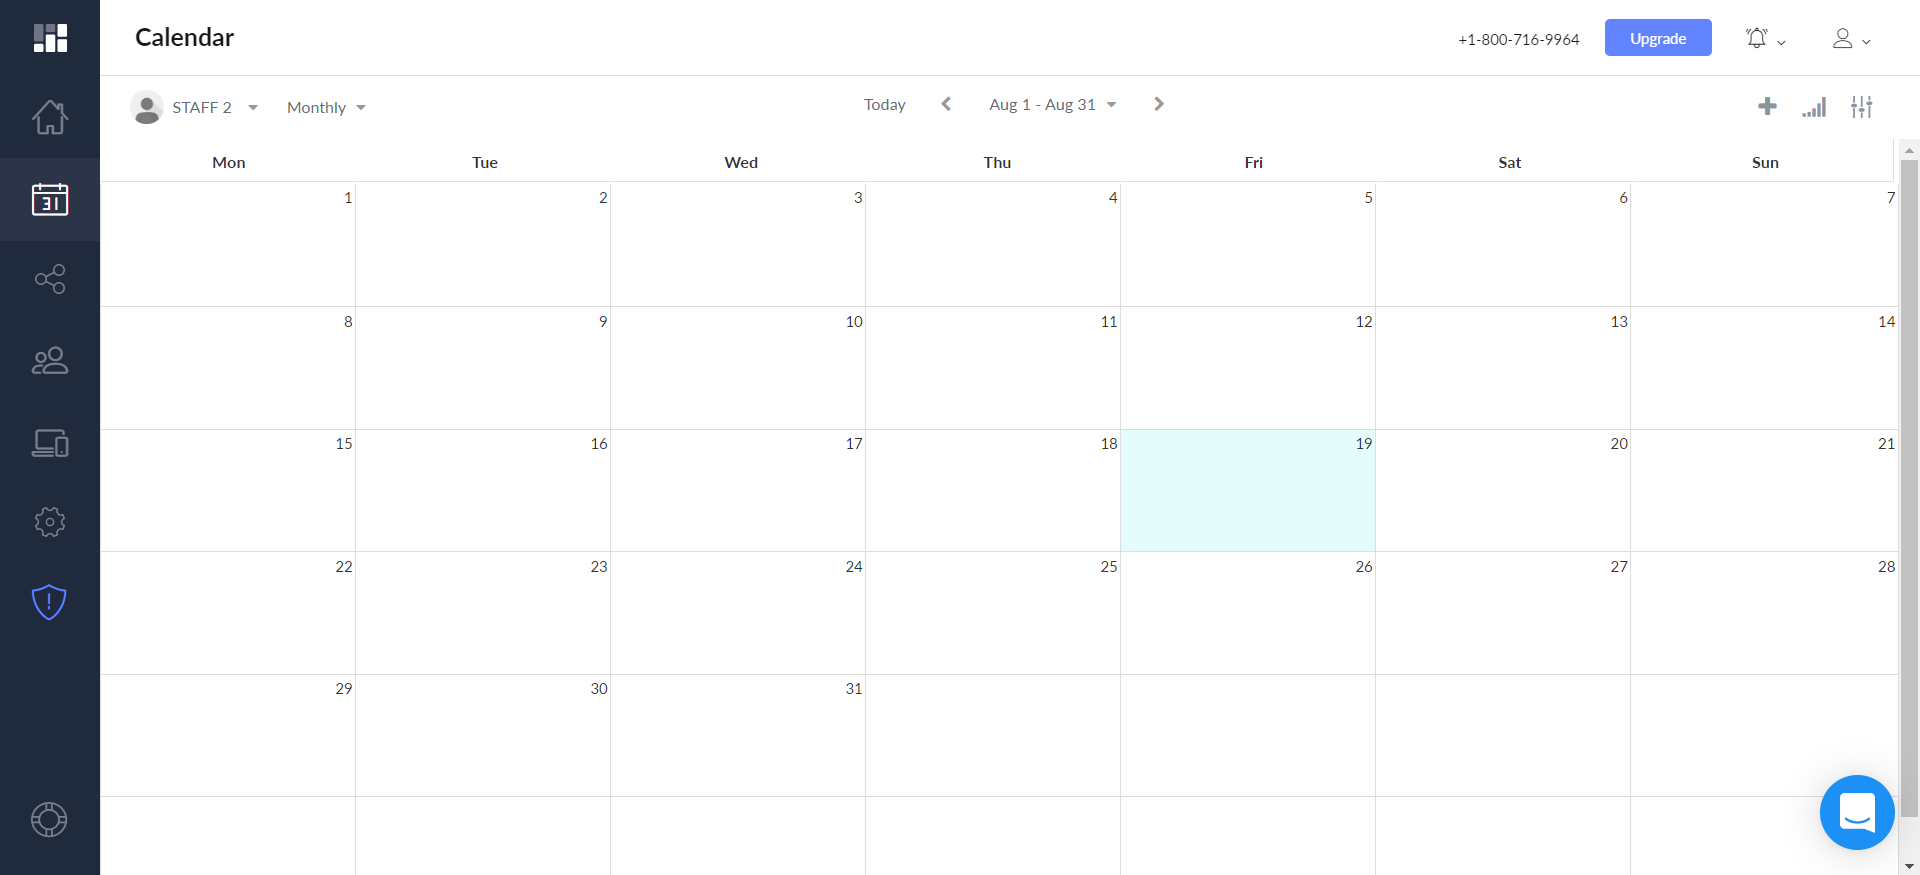 Calendar
+1-800-716-9964
Upgrade
STAFF 2
Monthly
Today
Aug 1 - Aug 31
Mon Tue Wed Thu Fri Sat Sun
31
1 2 3 4 5 6 7
8 9 10 11 12 13 14
15 16 17 18 19 20 21
22 23 24 25 26 27 28
29 30 31